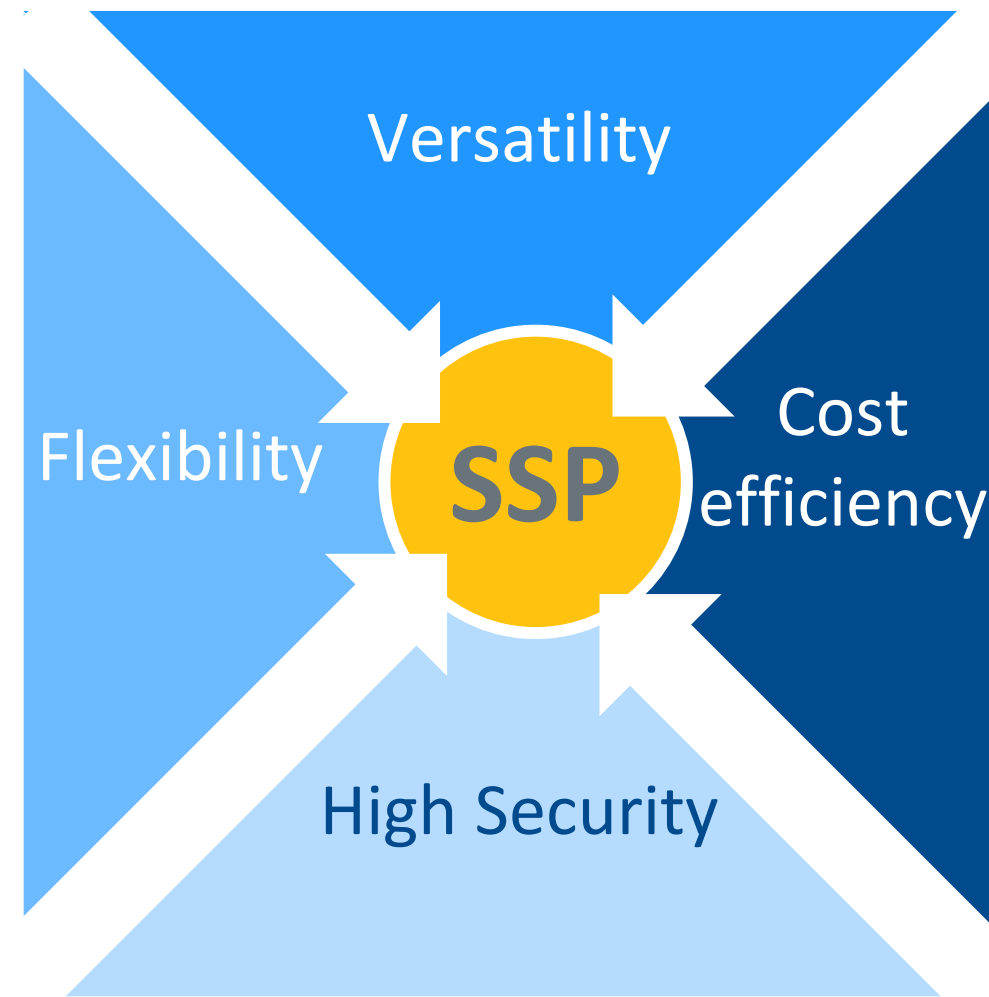 Versatility
Flexibility
SSP
Cost
efficiency
High Security